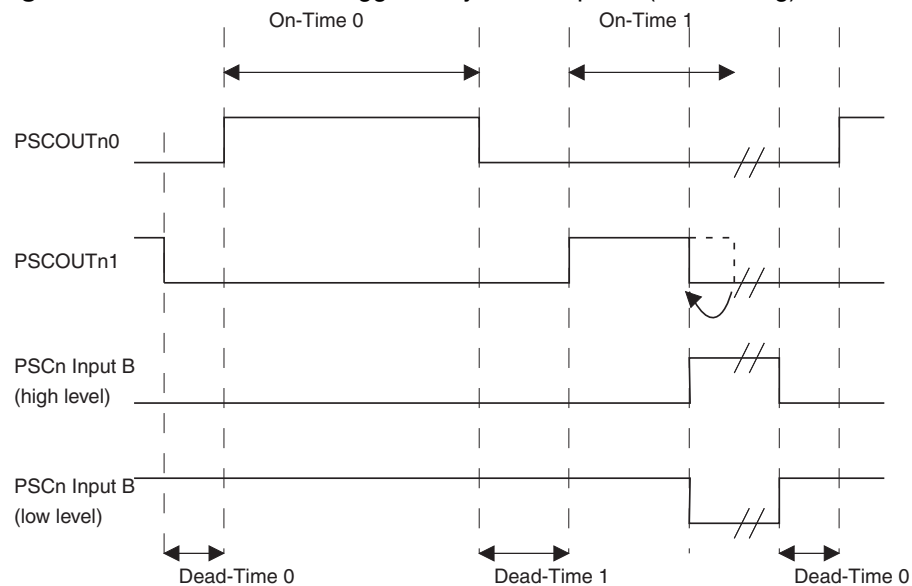 On-Time 0
On-Time 1
PSCOUTn0
PSCOUTn1
PSCn Input B
(high level)
PSCn Input B
(low level)
Dead-Time 0
Dead-Time 1
Dead-Time 0